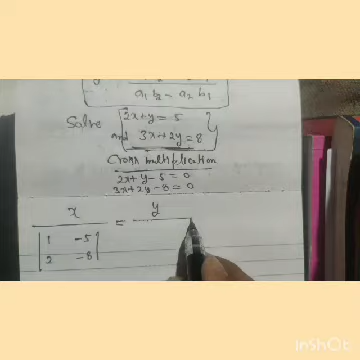 a₁ b₂ - a₂ b₁
Solve 2x+y=5
and 3x+2y=8
Cross multiplication
2x+y-5=0
3x+2y-8=0
x = y
1 -5
2 -8
InShOt